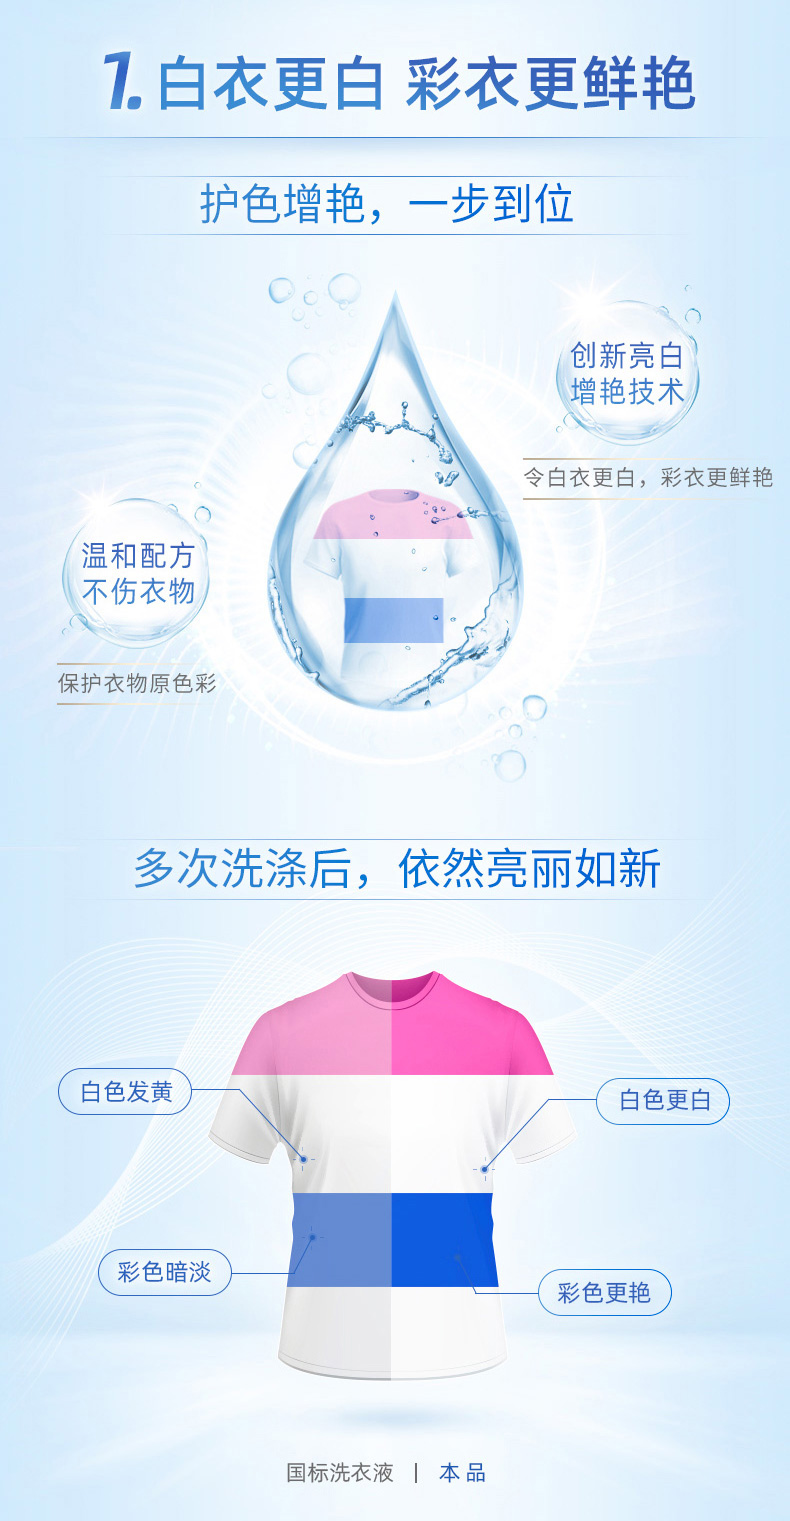 1.白衣更白 彩衣更鲜艳
护色增艳，一步到位
创新亮白
增艳技术
令白衣更白，彩衣更鲜艳
温和配方
不伤衣物
保护衣物原色彩
多次洗涤后，依然亮丽如新
白色发黄
白色更白
彩色暗淡
彩色更艳
国标洗衣液 | 本品